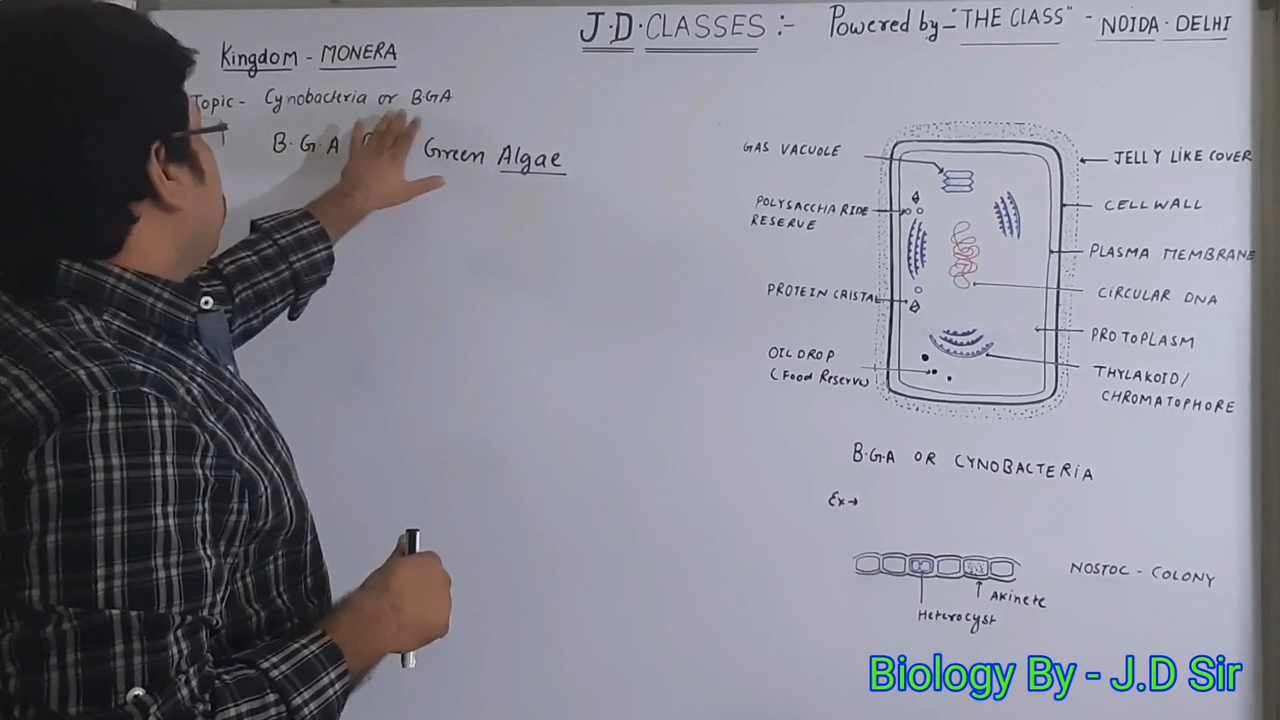 J.D.CLASSES :- Powered by - "THE CLASS" - NOIDA.DELHI
Kingdom - MONERA
Topic - Cynobacteria or B.G.A
B.G.A Green Algae
GAS VACUOLE
POLYSACCHARIDE
RESERVE
PROTEIN CRISTAL
OIL DROP
(Food Reserve)
JELLY LIKE COVER
CELL WALL
PLASMA MEMBRANE
CIRCULAR DNA
PROTOPLASM
THYLAKOID/
CHROMATOPHORE
B.G.A OR CYNOBACTERIA
Ex→
NOSTOC - COLONY
Akinete
Heterocyst
Biology By - J.D Sir